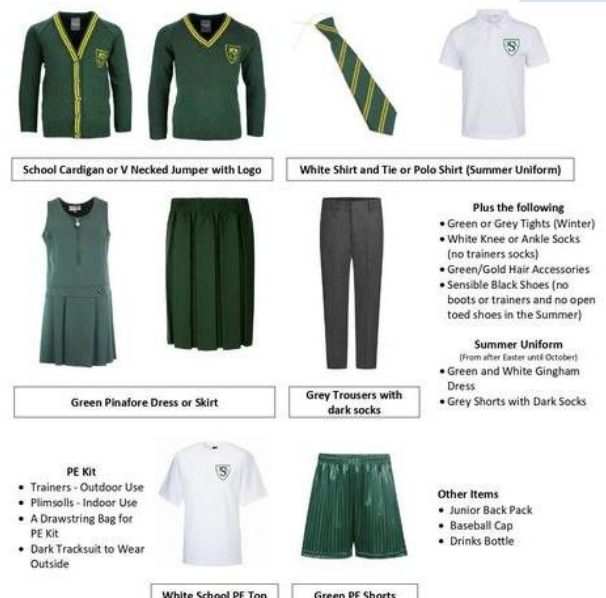 School Cardigan or V Necked Jumper with Logo
White Shirt and Tie or Polo Shirt (Summer Uniform)
Plus the following
• Green or Grey Tights (Winter)
• White Knee or Ankle Socks
(no trainers socks)
• Green/Gold Hair Accessories
• Sensible Black Shoes (no
boots or trainers and no open
toed shoes in the Summer)
Summer Uniform
(From after Easter until October)
• Green and White Gingham
Dress
• Grey Shorts with Dark Socks
Green Pinafore Dress or Skirt
Grey Trousers with
dark socks
PE Kit
• Trainers - Outdoor Use
• Plimsolls - Indoor Use
• A Drawstring Bag for
PE Kit
• Dark Tracksuit to Wear
Outside
Other Items
• Junior Back Pack
• Baseball Cap
• Drinks Bottle
White School PE Top
Green PE Shorts